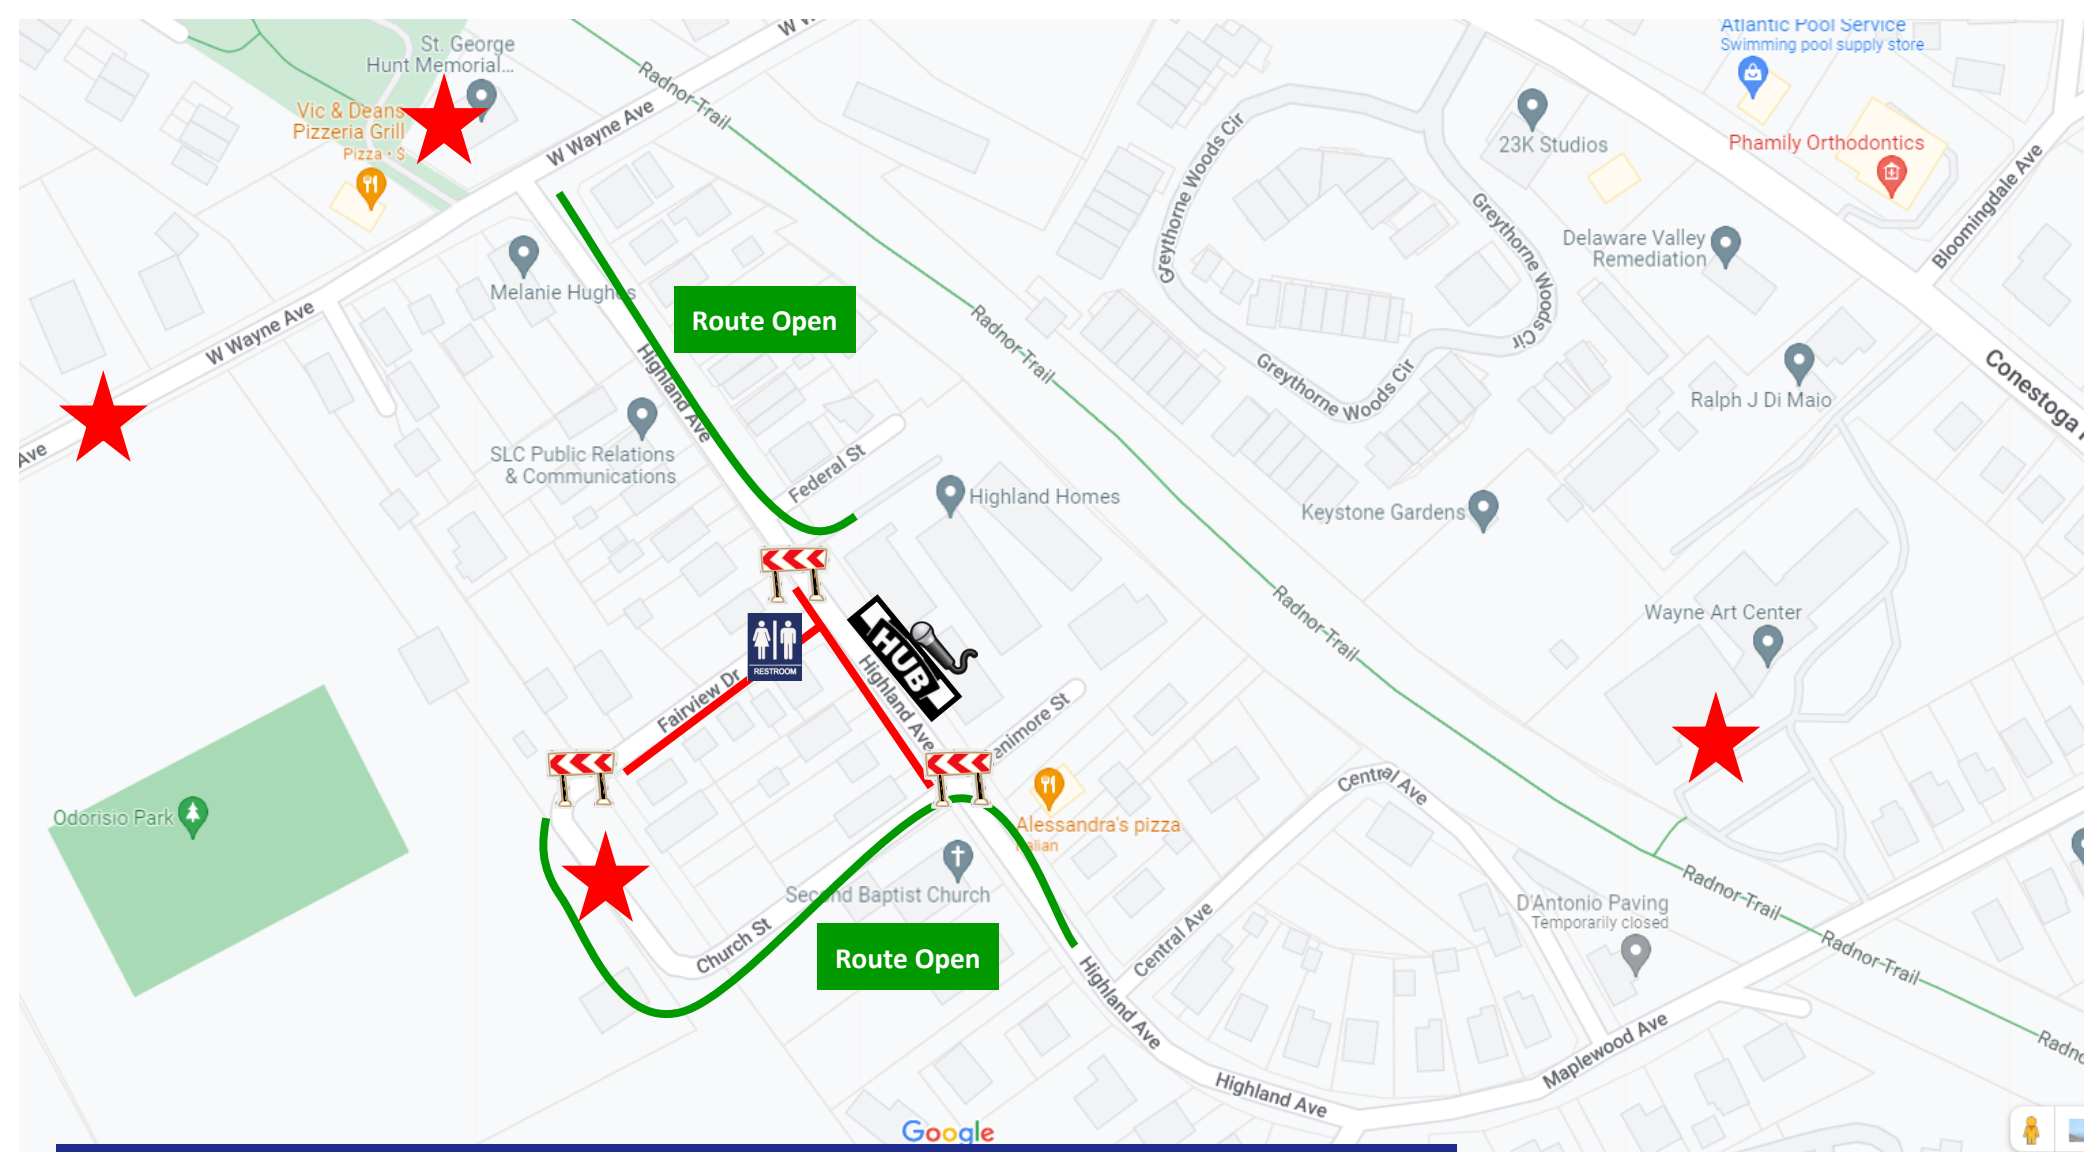 W W
St. George
Hunt Memorial...
Vic & Deans
Pizzeria Grill
Pizza • $
W Wayne Ave
Radnor-Trail
Atlantic Pool Service
Swimming pool supply store
23K Studios
Phamily Orthodontics
Bloomingdale Ave
Greythorne Woods Cir
Greythorne Woods Cir
Delaware Valley
Remediation
Melanie Hughes
Route Open
W Wayne Ave
Radnor-Trail
Greythorne Woods Cir
Highland Ave
Conestoga
Ralph J Di Maio
Ave
SLC Public Relations
& Communications
Federal St
Highland Homes
Keystone Gardens
RESTROOM
HUB
Radnor-Trail
Wayne Art Center
Fairview Dr
Highland Ave
enimore St
Central Ave
Odorisio Park
Alessandra's pizza
Italian
Second Baptist Church
Church St
Route Open
Central Ave
D'Antonio Paving
Temporarily closed
Radnor-Trail
Radnor-Trail
Highland Ave
Maplewood Ave
Radno
Highland Ave
Google